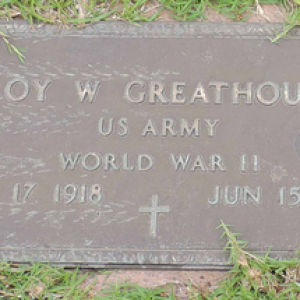 OY W GREATHOU
US ARMY
WORLD WAR II
17 1918 JUN 15